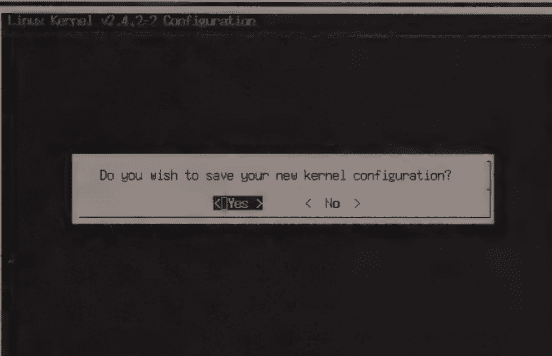 Linux Kernel v2.4.2-2 Configuration
Do you wish to save your new kernel configuration?
< Yes > < No >